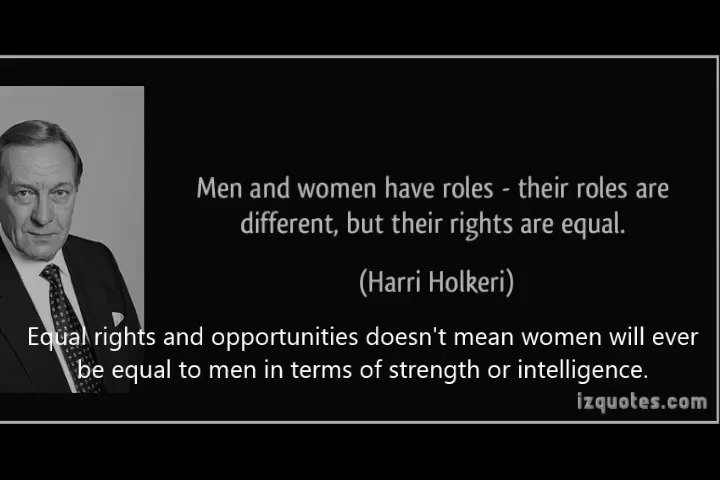 Men and women have roles - their roles are
different, but their rights are equal.
(Harri Holkeri)
Equal rights and opportunities doesn't mean women will ever
be equal to men in terms of strength or intelligence.
izquotes.com